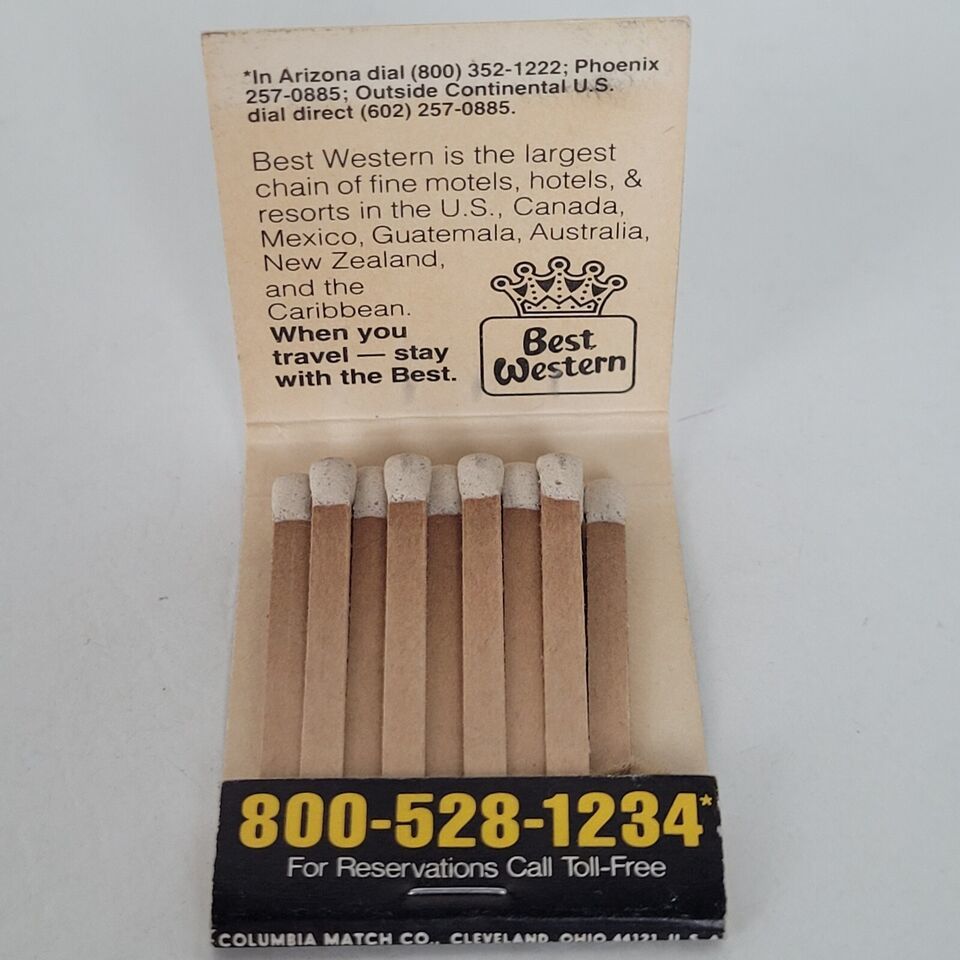 *In Arizona dial (800) 352-1222; Phoenix
257-0885; Outside Continental U.S.
dial direct (602) 257-0885.
Best Western is the largest
chain of fine motels, hotels, &
resorts in the U.S., Canada,
Mexico, Guatemala, Australia,
New Zealand,
and the
Caribbean.
When you
travel — stay
with the Best.
Best
Western
800-528-1234*
For Reservations Call Toll-Free
COLUMBIA MATCH CO., CLEVELAND, OHIO 44121, U.S.A